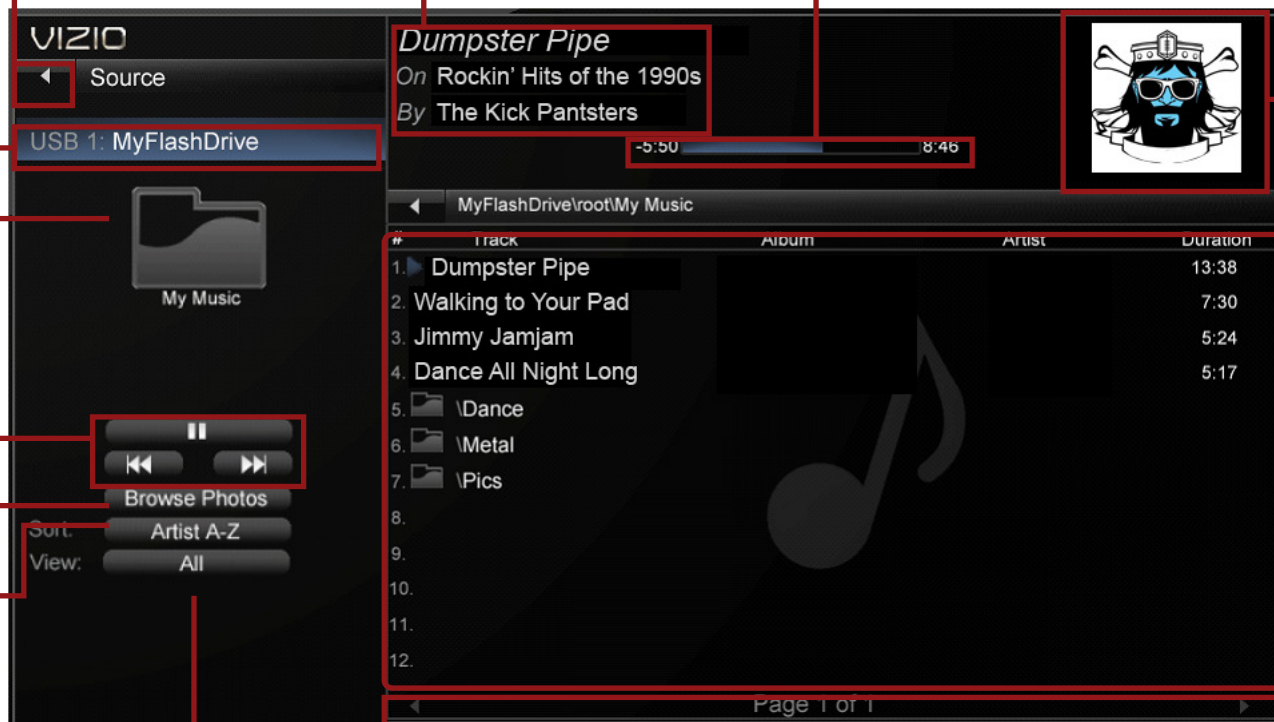 VIZIO
Source
USB 1: MyFlashDrive
My Music
Browse Photos
Sort: Artist A-Z
View: All
Dumpster Pipe
On Rockin' Hits of the 1990s
By The Kick Pantsters
-5:50 8:46
MyFlashDrive\root\My Music
# Track Album Artist Duration
1. Dumpster Pipe 13:38
2. Walking to Your Pad 7:30
3. Jimmy Jamjam 5:24
4. Dance All Night Long 5:17
5. \Dance
6. \Metal
7. \Pics
8.
9.
10.
11.
12.
Page 1 of 1